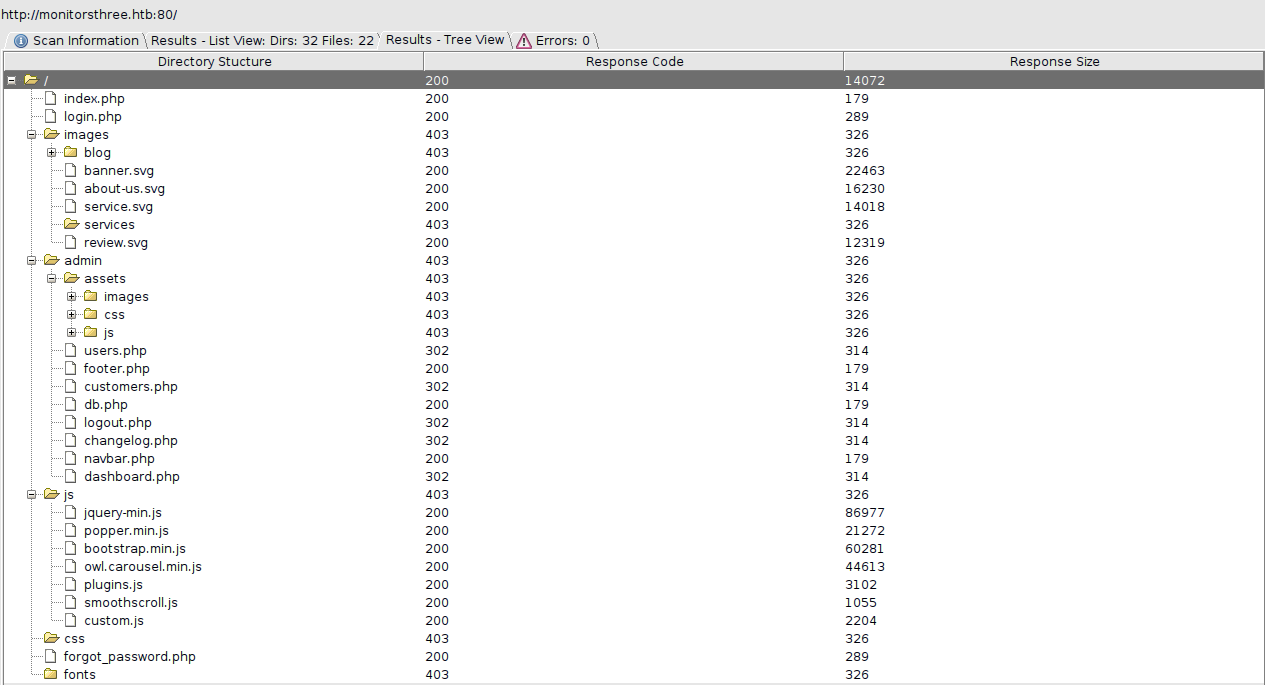 http://monitorsthree.htb:80/
Scan Information Results - List View: Dirs: 32 Files: 22 Results - Tree View Errors: 0
Directory Stucture Response Code Response Size
/ 200 14072
index.php 200 179
login.php 200 289
images 403 326
blog 403 326
banner.svg 200 22463
about-us.svg 200 16230
service.svg 200 14018
services 403 326
review.svg 200 12319
admin 403 326
assets 403 326
images 403 326
css 403 326
js 403 326
users.php 302 314
footer.php 200 179
customers.php 302 314
db.php 200 179
logout.php 302 314
changelog.php 302 314
navbar.php 200 179
dashboard.php 302 314
js 403 326
jquery-min.js 200 86977
popper.min.js 200 21272
bootstrap.min.js 200 60281
owl.carousel.min.js 200 44613
plugins.js 200 3102
smoothscroll.js 200 1055
custom.js 200 2204
css 403 326
forgot_password.php 200 289
fonts 403 326